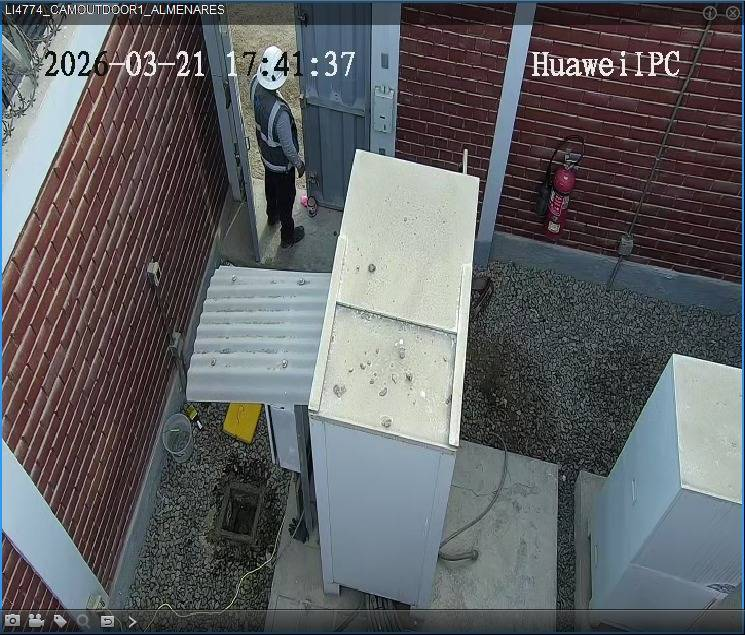 LI4774_CAMOUTDOOR1_ALMENARES
2026-03-21 17:41:37
HuaweiIPC